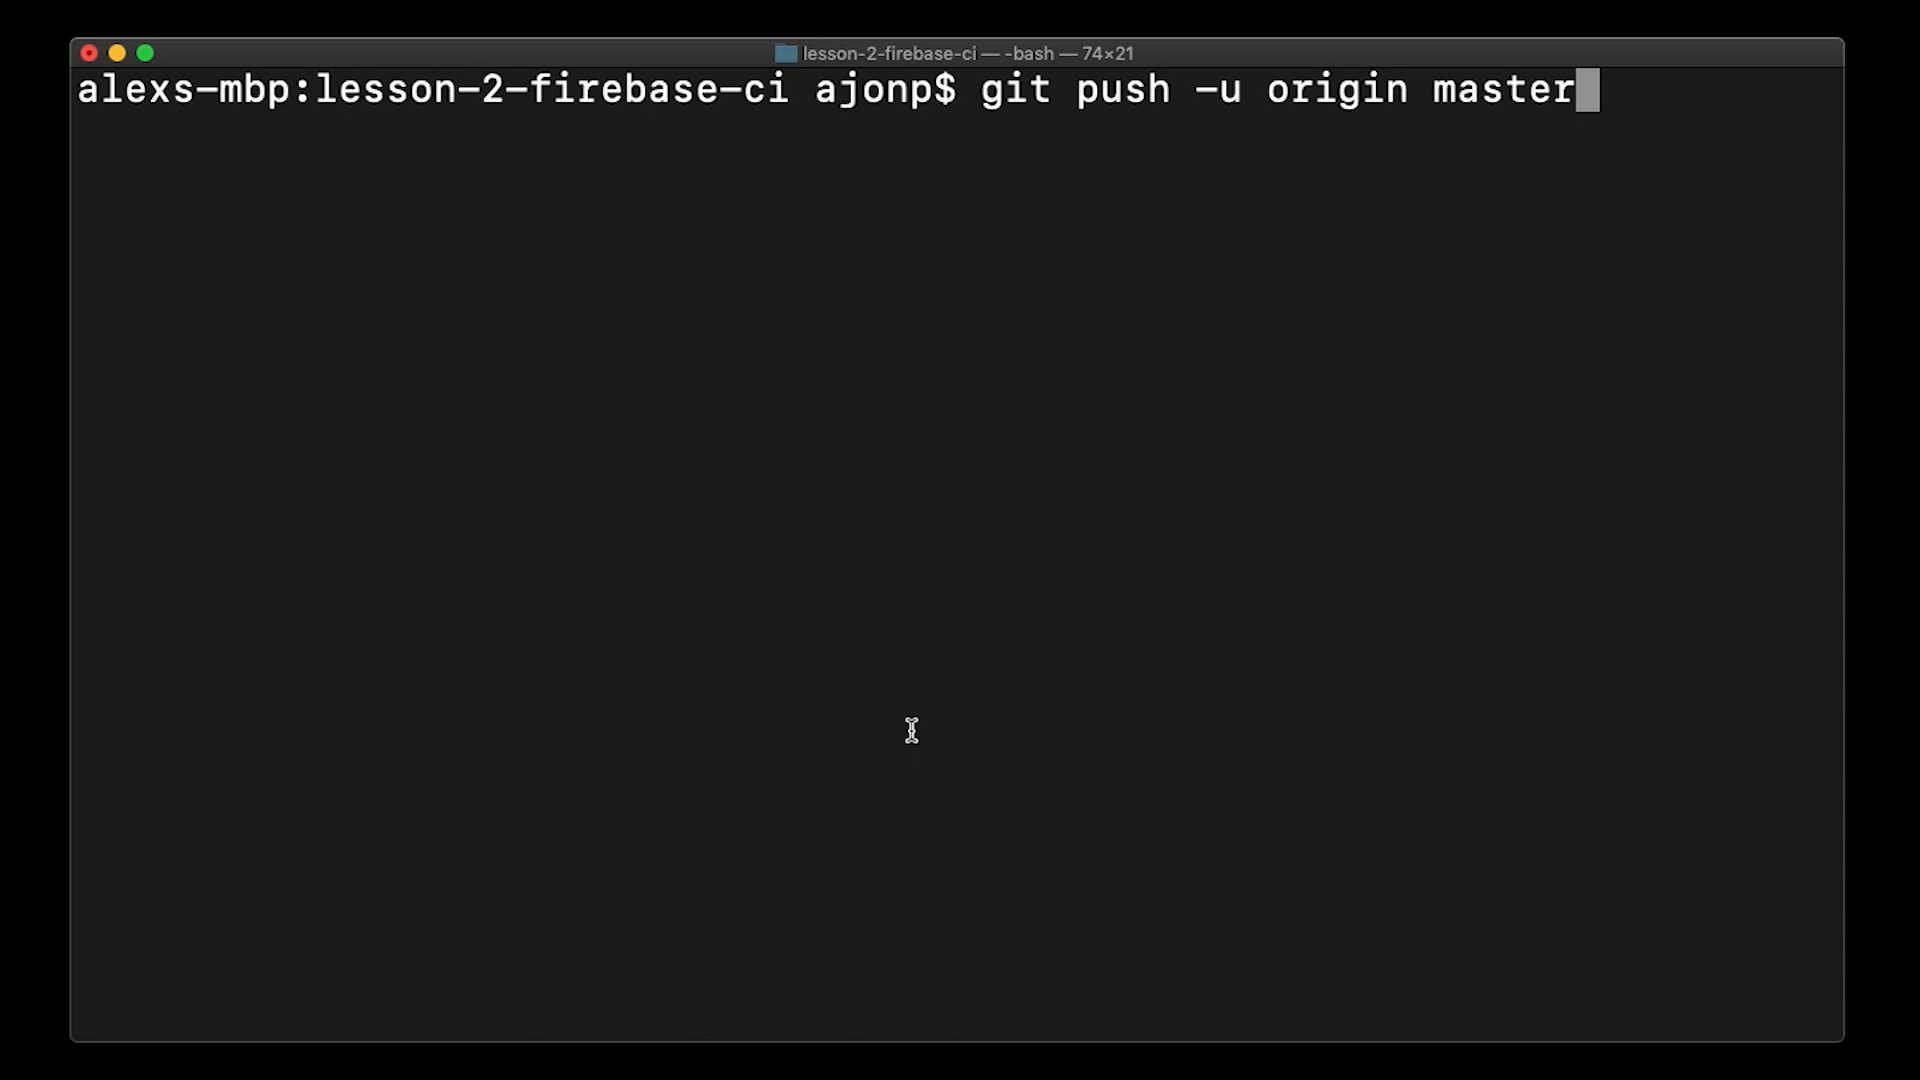 lesson-2-firebase-ci — -bash — 74×21
alexs-mbp:lesson-2-firebase-ci ajonp$ git push -u origin master